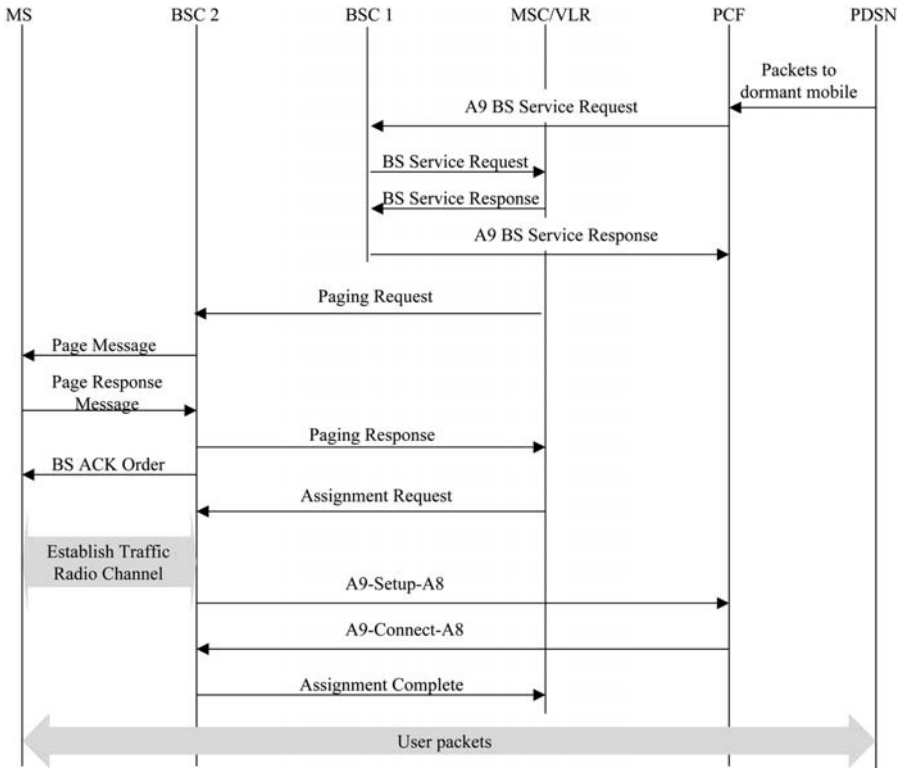 MS BSC 2 BSC 1 MSC/VLR PCF PDSN
Packets to
dormant mobile
A9 BS Service Request
BS Service Request
BS Service Response
A9 BS Service Response
Paging Request
Page Message
Page Response
Message
Paging Response
BS ACK Order
Assignment Request
Establish Traffic
Radio Channel
A9-Setup-A8
A9-Connect-A8
Assignment Complete
User packets